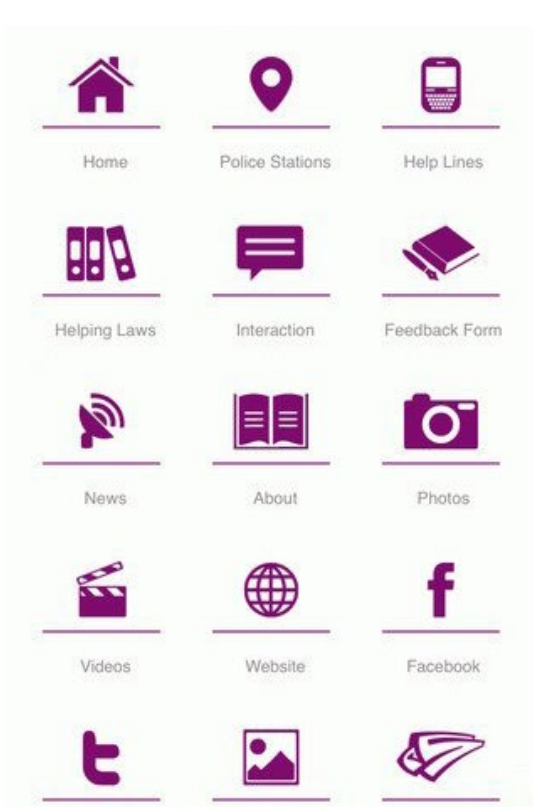 Home
Police Stations
Help Lines
Helping Laws
Interaction
Feedback Form
News
About
Photos
Videos
Website
Facebook